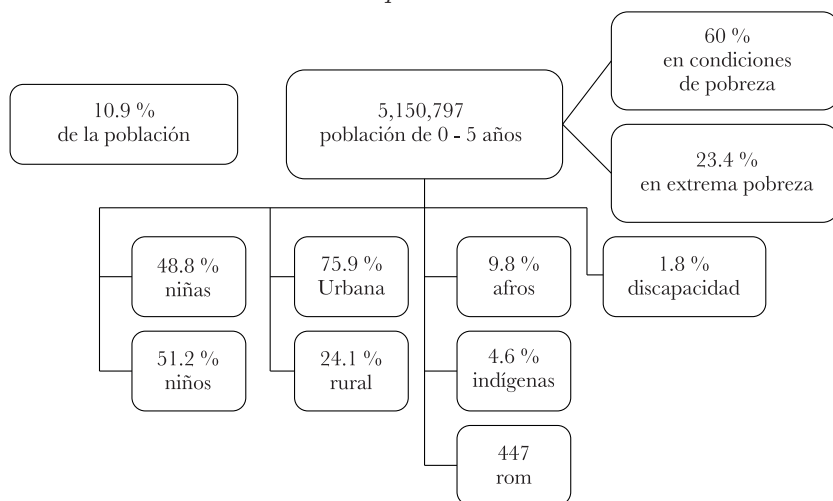 60 %
en condiciones
de pobreza
10.9 %
de la población
5,150,797
población de 0 - 5 años
23.4 %
en extrema pobreza
48.8 %
niñas
75.9 %
Urbana
9.8 %
afros
1.8 %
discapacidad
51.2 %
niños
24.1 %
rural
4.6 %
indígenas
447
rom